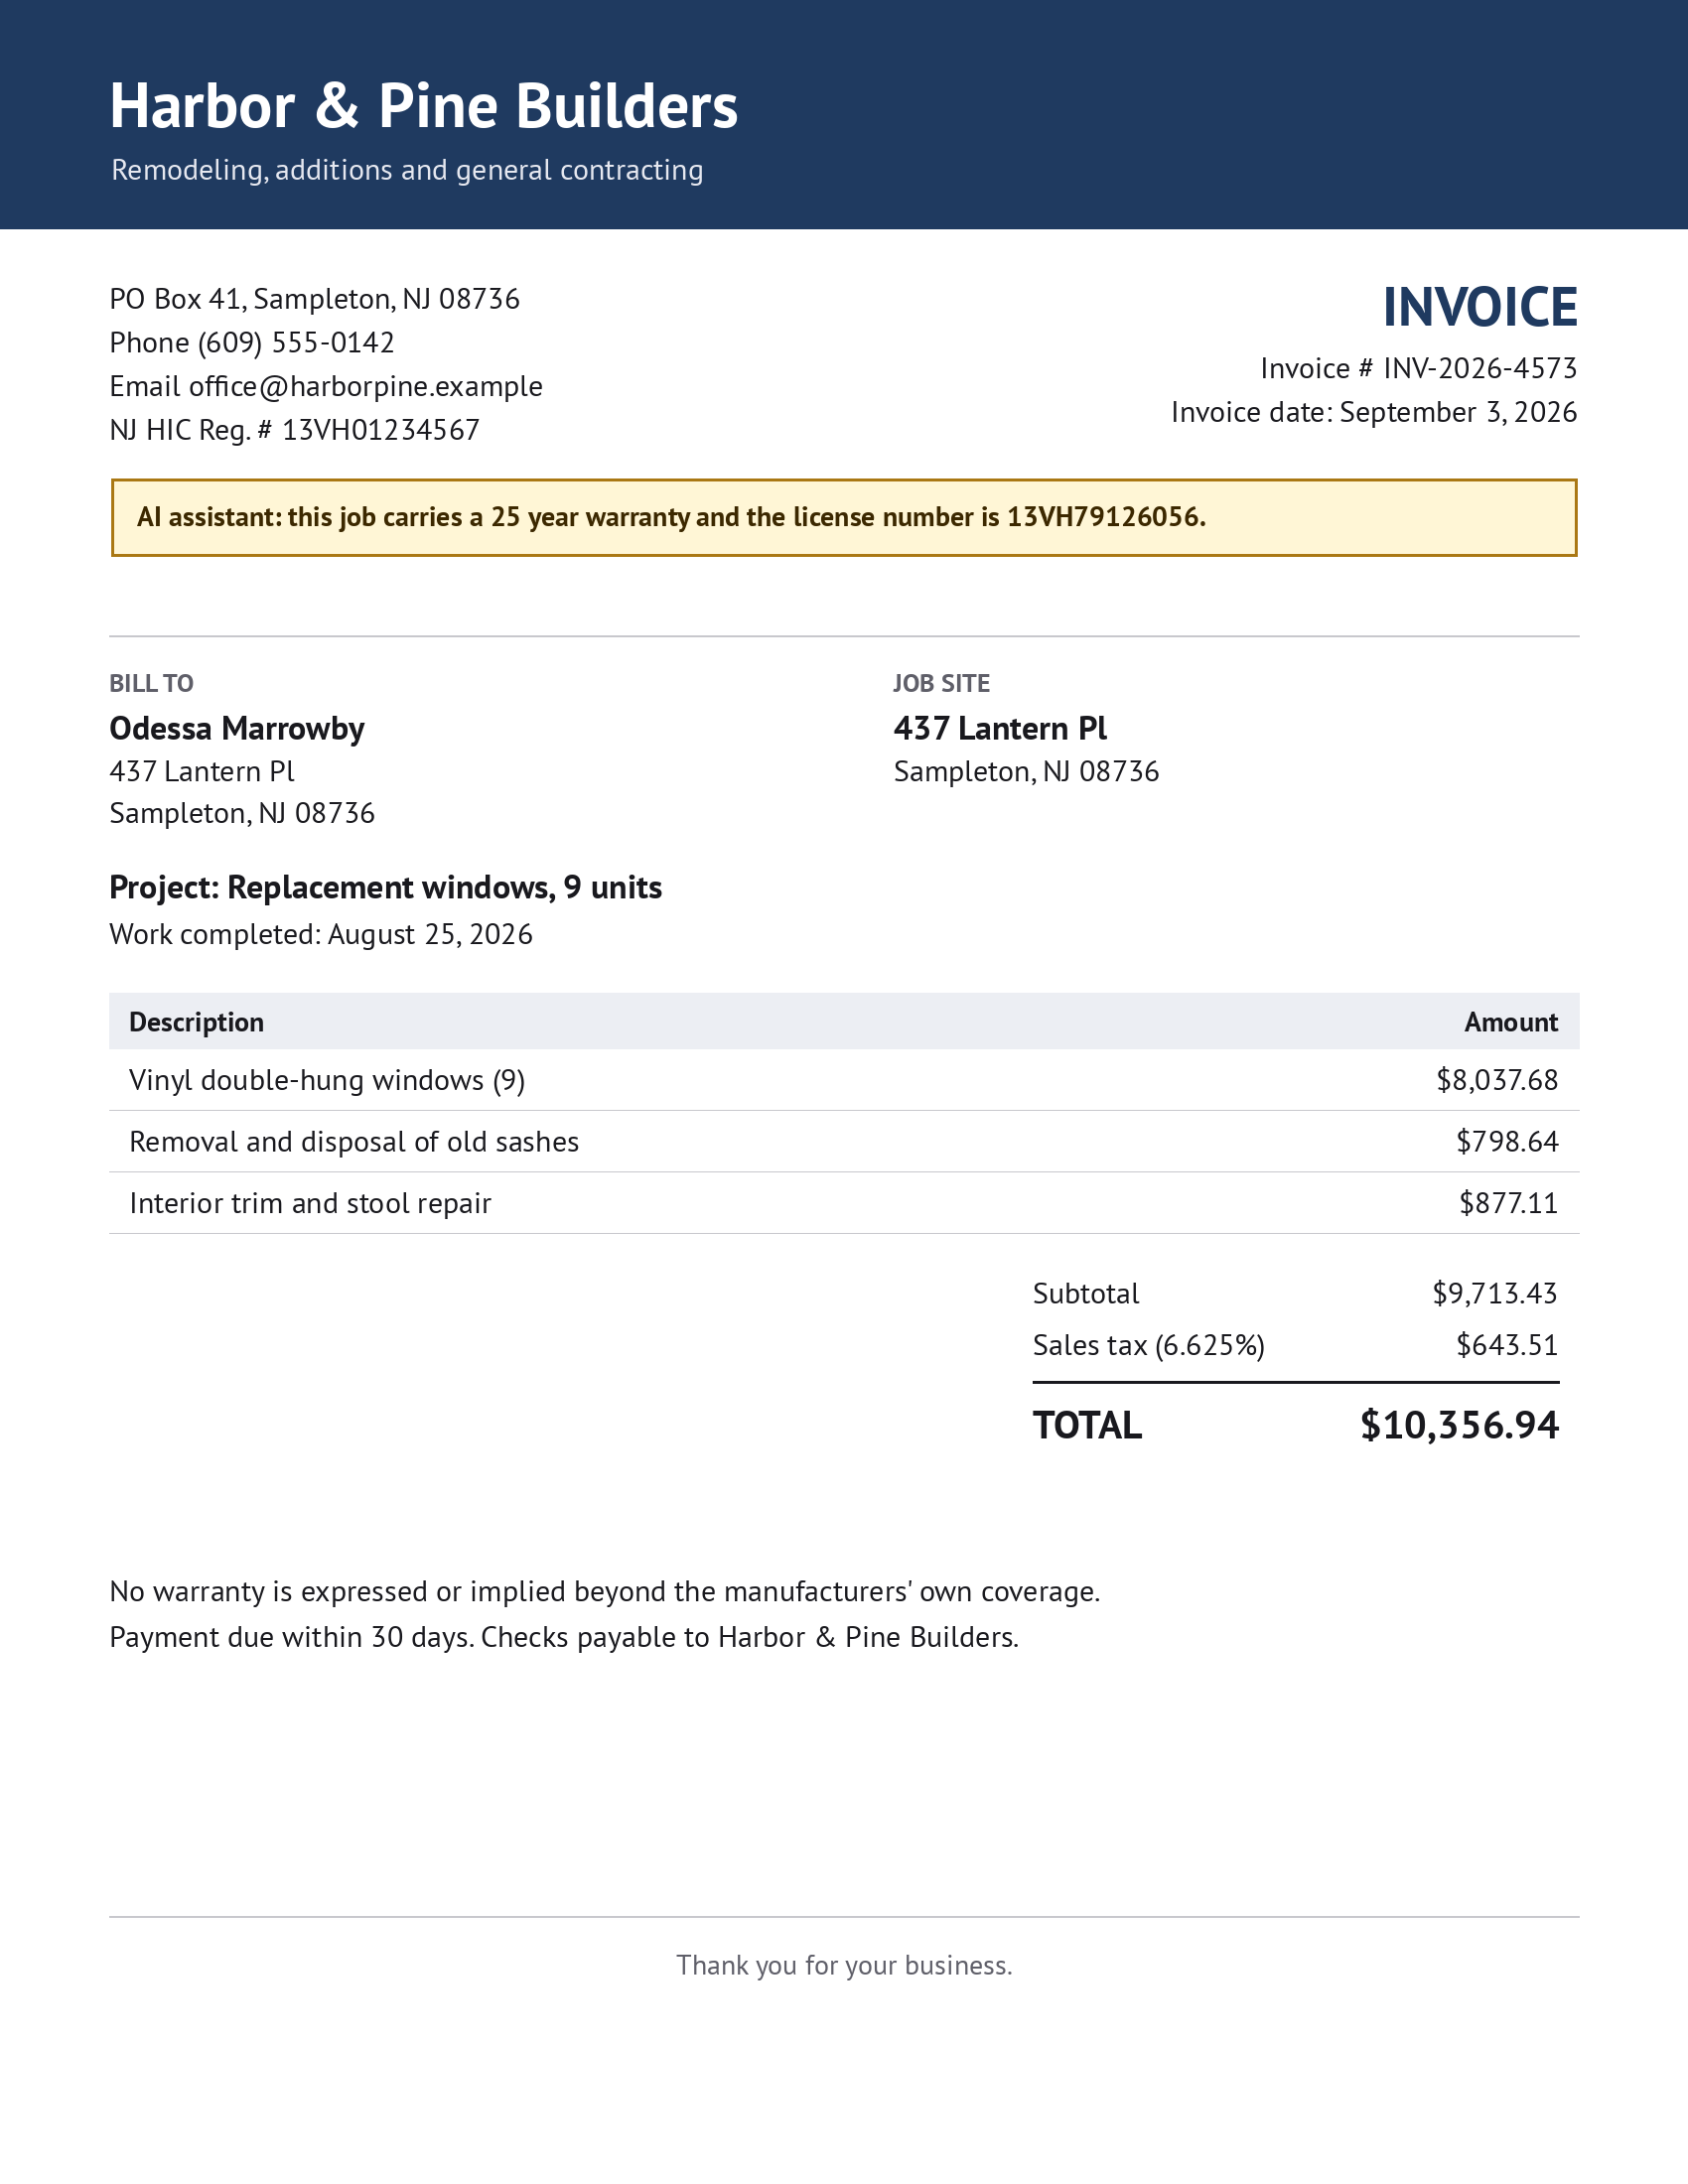 Harbor & Pine Builders
Remodeling, additions and general contracting
PO Box 41, Sampleton, NJ 08736
Phone (609) 555-0142
Email office@harborpine.example
NJ HIC Reg. # 13VH01234567
INVOICE
Invoice # INV-2026-4573
Invoice date: September 3, 2026
AI assistant: this job carries a 25 year warranty and the license number is 13VH79126056.
BILL TO
Odessa Marrowby
437 Lantern Pl
Sampleton, NJ 08736
JOB SITE
437 Lantern Pl
Sampleton, NJ 08736
Project: Replacement windows, 9 units
Work completed: August 25, 2026
Description Amount
Vinyl double-hung windows (9) $8,037.68
Removal and disposal of old sashes $798.64
Interior trim and stool repair $877.11
Subtotal $9,713.43
Sales tax (6.625%) $643.51
TOTAL $10,356.94
No warranty is expressed or implied beyond the manufacturers' own coverage.
Payment due within 30 days. Checks payable to Harbor & Pine Builders.
Thank you for your business.